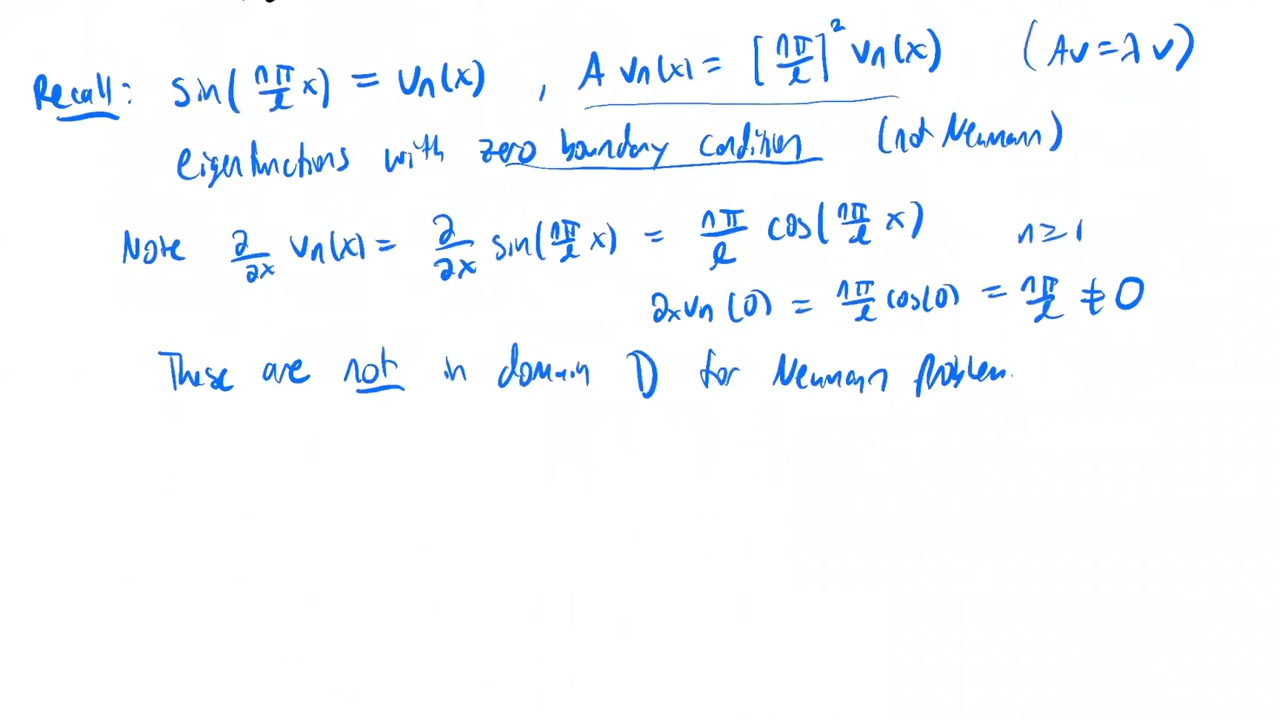 Recall: sin(nπ/l x) = vn(x) , A vn(x) = [nπ/l]² vn(x) (Av = λv)
eigenfunctions with zero boundary condition (not Neumann)
Note ∂/∂x vn(x) = ∂/∂x sin(nπ/l x) = nπ/l cos(nπ/l x) n ≥ 1
∂x vn(0) = nπ/l cos(0) = nπ/l ≠ 0
These are not in domain D for Neumann problem.